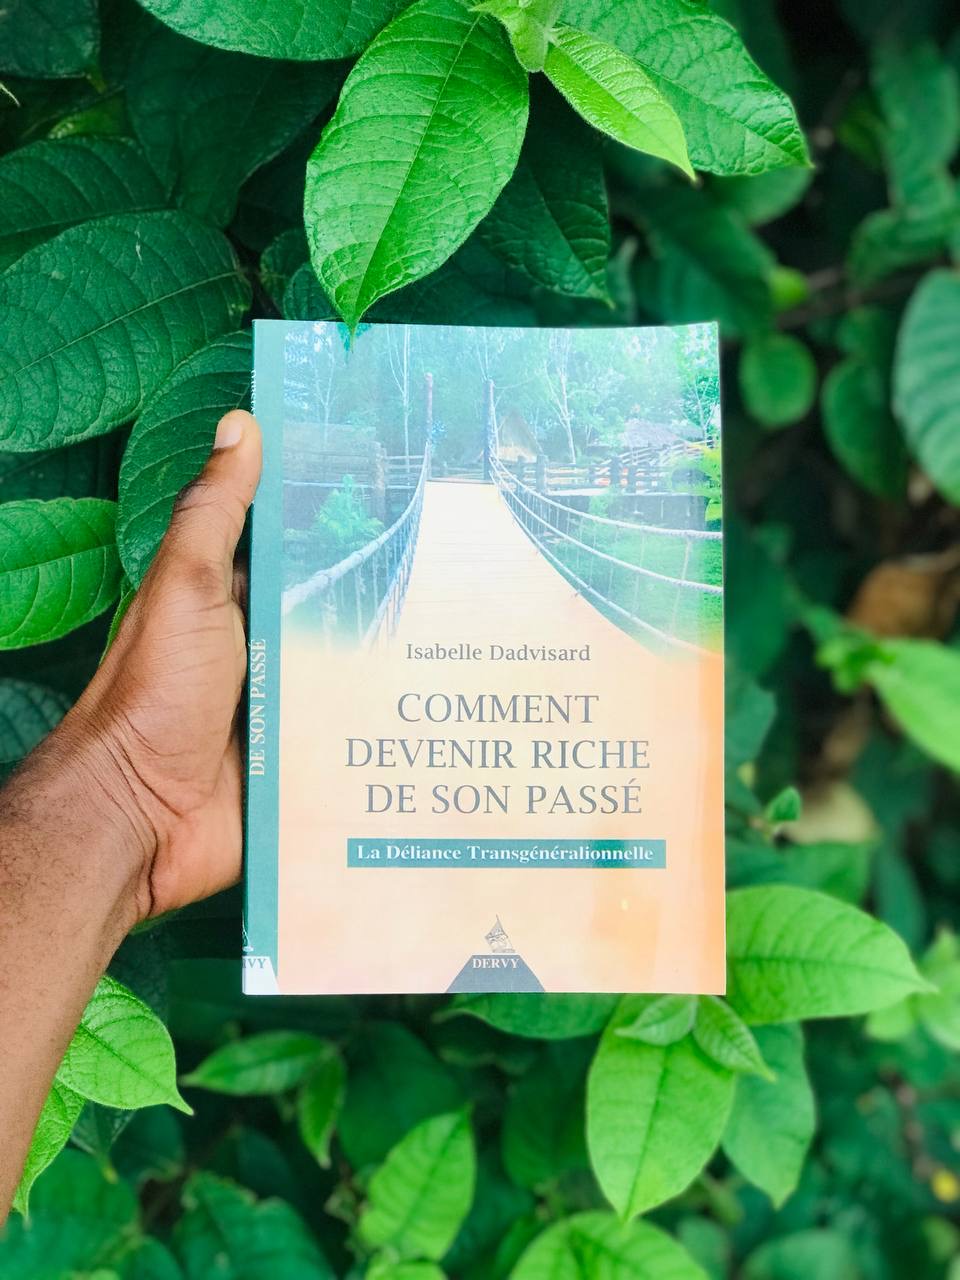 Isabelle Dadvisard
COMMENT
DEVENIR RICHE
DE SON PASSÉ
La Déliance Transgénéralionnelle
DERVY
DE SON PASSÉ